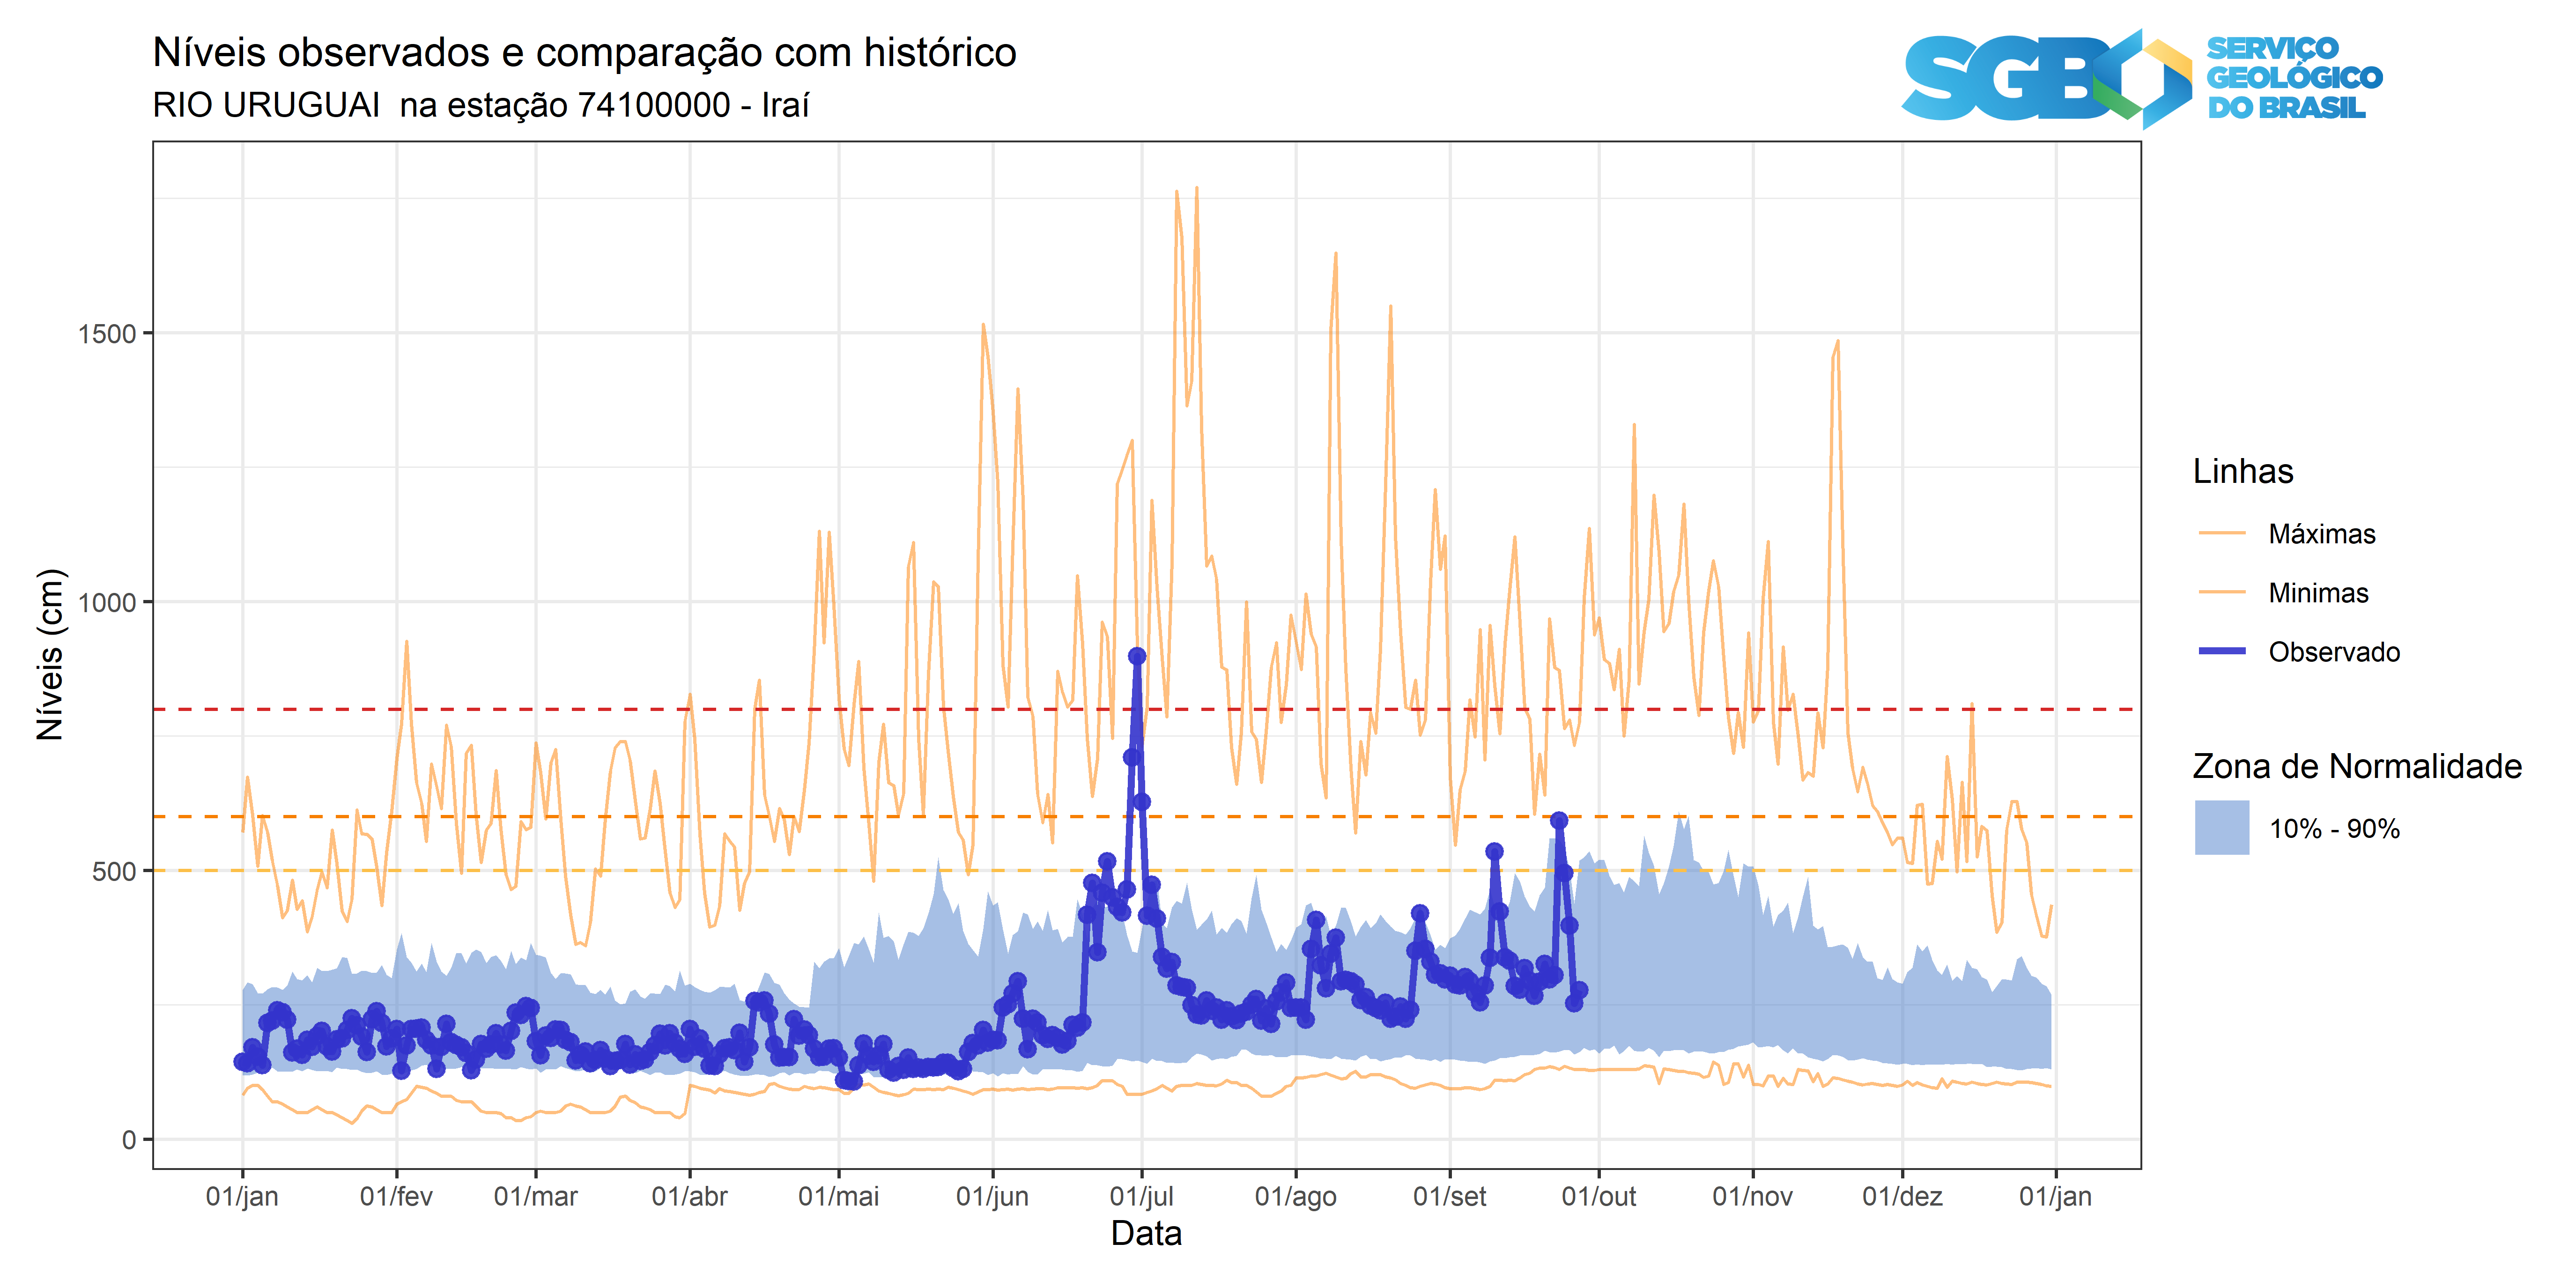 Níveis observados e comparação com histórico
RIO URUGUAI  na estação 74100000 - Iraí
SGB
SERVIÇO
GEOLÓGICO
DO BRASIL
Níveis (cm)
1500
1000
500
0
01/jan
01/fev
01/mar
01/abr
01/mai
01/jun
01/jul
01/ago
01/set
01/out
01/nov
01/dez
01/jan
Data
Linhas
Máximas
Minimas
Observado
Zona de Normalidade
10% - 90%